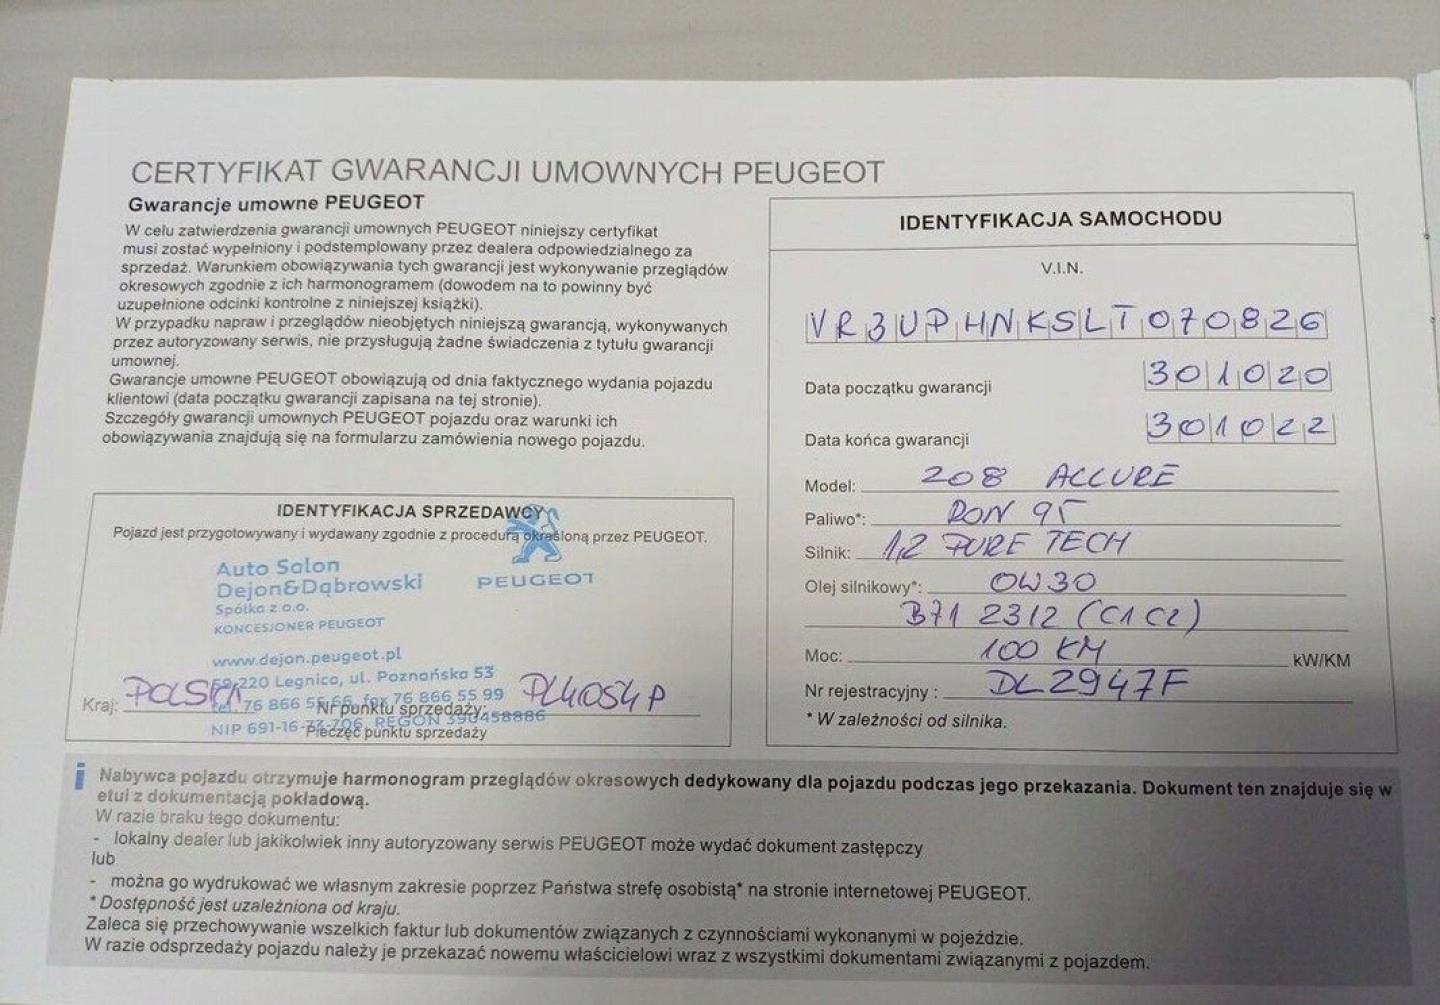 CERTYFIKAT GWARANCJI UMOWNYCH PEUGEOT
Gwarancje umowne PEUGEOT
W celu zatwierdzenia gwarancji umownych PEUGEOT niniejszy certyfikat
musi zostać wypełniony i podstemplowany przez dealera odpowiedzialnego za
sprzedaż. Warunkiem obowiązywania tych gwarancji jest wykonywanie przeglądów
okresowych zgodnie z ich harmonogramem (dowodem na to powinny być
uzupełnione odcinki kontrolne z niniejszej książki).
W przypadku napraw i przeglądów nieobjętych niniejszą gwarancją, wykonywanych
przez autoryzowany serwis, nie przysługują żadne świadczenia z tytułu gwarancji
umownej.
Gwarancje umowne PEUGEOT obowiązują od dnia faktycznego wydania pojazdu
klientowi (data początku gwarancji zapisana na tej stronie).
Szczegóły gwarancji umownych PEUGEOT pojazdu oraz warunki ich
obowiązywania znajdują się na formularzu zamówienia nowego pojazdu.
IDENTYFIKACJA SPRZEDAWCY
Pojazd jest przygotowywany i wydawany zgodnie z procedurą określoną przez PEUGEOT.
Auto Salon
Dejon&Dąbrowski
Spółka z o.o.
KONCESJONER PEUGEOT
PEUGEOT
www.dejon.peugeot.pl
59-220 Legnica, ul. Poznańska 53
tel. 76 866 55 66, fax 76 866 55 99
Kraj: POLSKA Nr punktu sprzedaży: PL4054P
NIP 691-16-73-706, REGON 390458886
Pieczęć punktu sprzedaży
IDENTYFIKACJA SAMOCHODU
V.I.N.
VR3UPHNKSLT070826
Data początku gwarancji 301020
Data końca gwarancji 301022
Model: 208 ALLURE
Paliwo*: RON 95
Silnik: 1,2 PURE TECH
Olej silnikowy*: 0W30
B71 2312 (C1 C2)
Moc: 100 KM kW/KM
Nr rejestracyjny : DL2947F
* W zależności od silnika.
i Nabywca pojazdu otrzymuje harmonogram przeglądów okresowych dedykowany dla pojazdu podczas jego przekazania. Dokument ten znajduje się w
etui z dokumentacją pokładową.
W razie braku tego dokumentu:
- lokalny dealer lub jakikolwiek inny autoryzowany serwis PEUGEOT może wydać dokument zastępczy
lub
- można go wydrukować we własnym zakresie poprzez Państwa strefę osobistą* na stronie internetowej PEUGEOT.
* Dostępność jest uzależniona od kraju.
Zaleca się przechowywanie wszelkich faktur lub dokumentów związanych z czynnościami wykonanymi w pojeździe.
W razie odsprzedaży pojazdu należy je przekazać nowemu właścicielowi wraz z wszystkimi dokumentami związanymi z pojazdem.